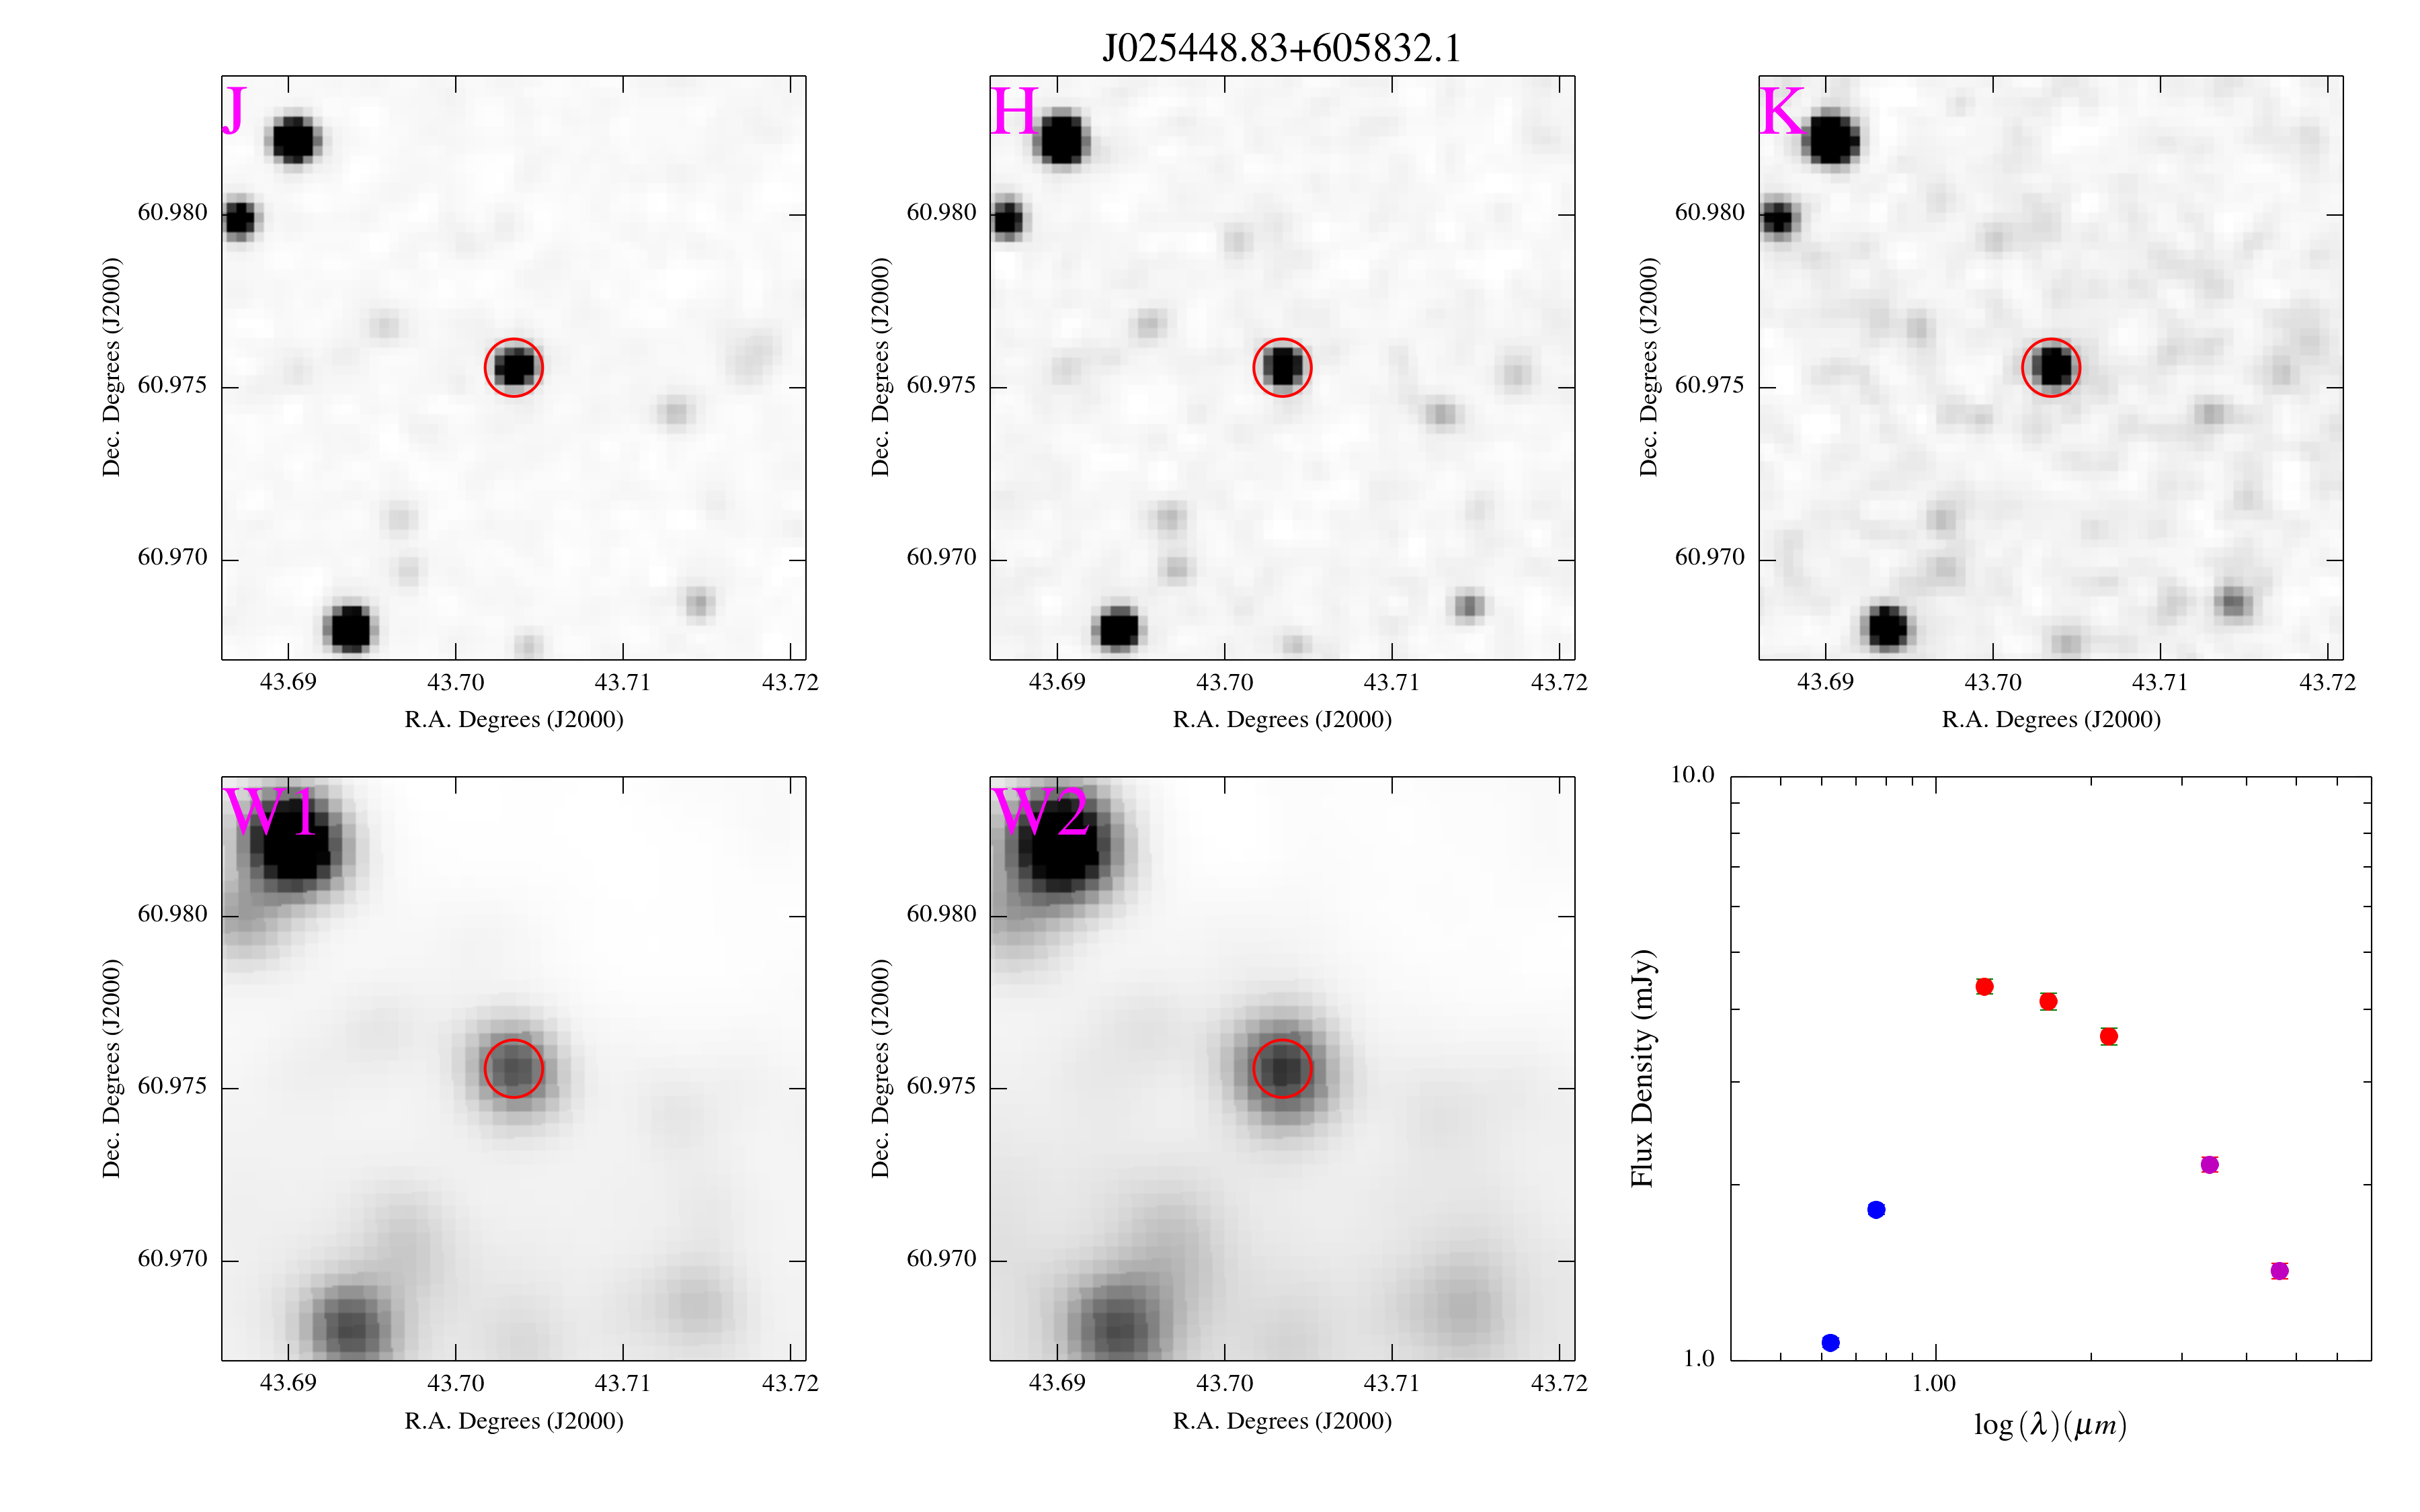 J025448.83+605832.1
J
Dec. Degrees (J2000)
60.980
60.975
60.970
43.69 43.70 43.71 43.72
R.A. Degrees (J2000)
H
Dec. Degrees (J2000)
60.980
60.975
60.970
43.69 43.70 43.71 43.72
R.A. Degrees (J2000)
K
Dec. Degrees (J2000)
60.980
60.975
60.970
43.69 43.70 43.71 43.72
R.A. Degrees (J2000)
W1
Dec. Degrees (J2000)
60.980
60.975
60.970
43.69 43.70 43.71 43.72
R.A. Degrees (J2000)
W2
Dec. Degrees (J2000)
60.980
60.975
60.970
43.69 43.70 43.71 43.72
R.A. Degrees (J2000)
Flux Density (mJy)
10.0
1.0
1.00
log (λ)(μm)